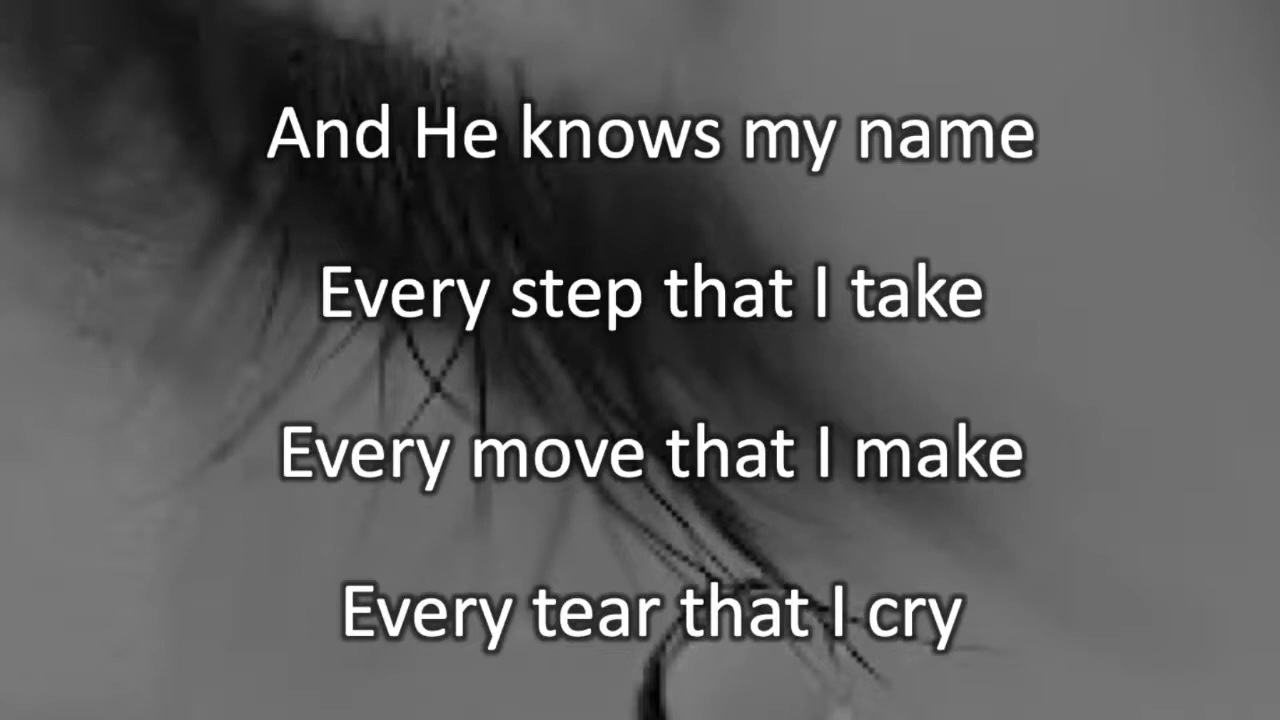 And He knows my name
Every step that I take
Every move that I make
Every tear that I cry